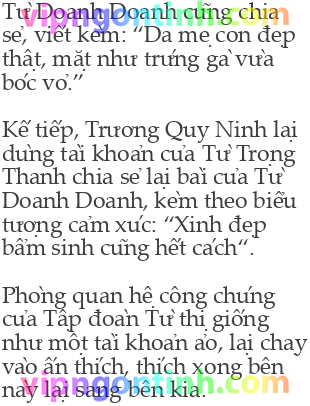 vipngontinh.com
Từ Doanh Doanh cũng chia
sẻ, viết kèm: “Da mẹ con đẹp
thật, mặt như trứng gà vừa
bóc vỏ.”
Kế tiếp, Trương Quy Ninh lại
dùng tài khoản của Từ Trọng
Thanh chia sẻ lại bài của Từ
Doanh Doanh, kèm theo biểu
tượng cảm xúc: “Xinh đẹp
bẩm sinh cũng hết cách“.
Phòng quan hệ công chúng
của Tập đoàn Từ thị giống
như một tài khoản ảo, lại chạy
vào ấn thích, thích xong bên
này lại sang bên kia.
vipngontinh.com